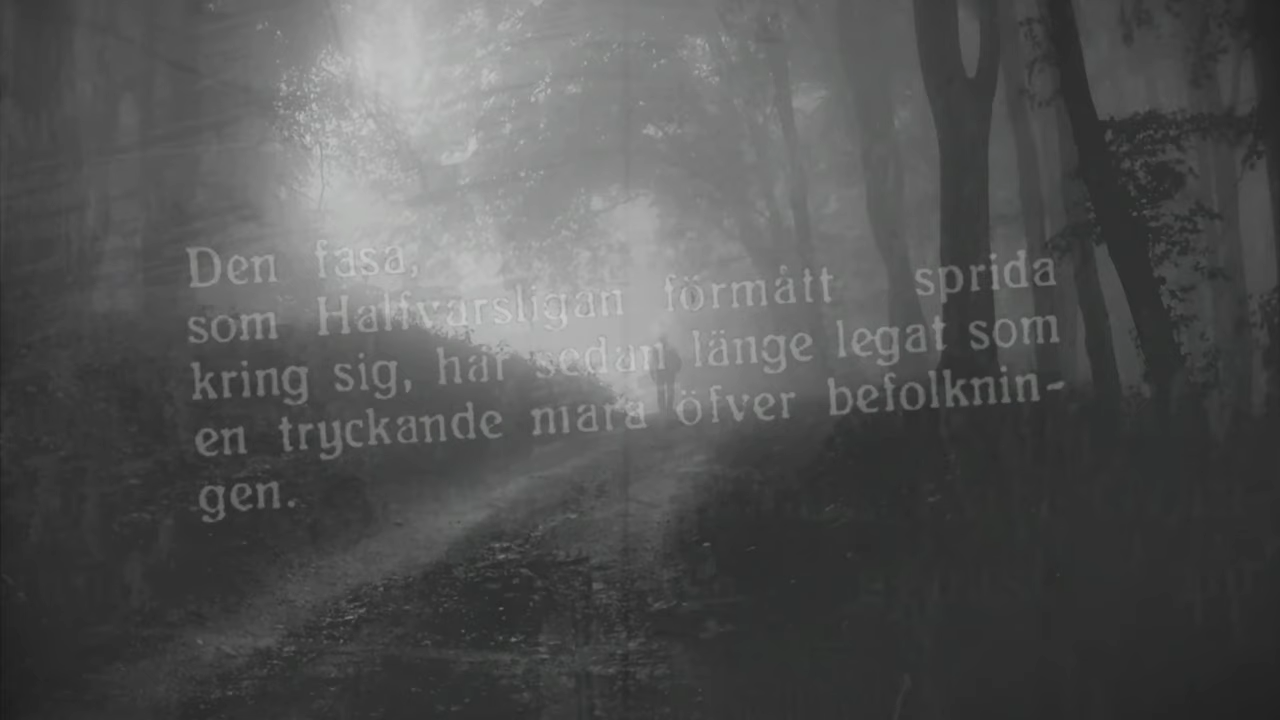 Den fasa,
som Halfvarsligan förmått sprida
kring sig, har sedan länge legat som
en tryckande mara öfver befolknin-
gen.